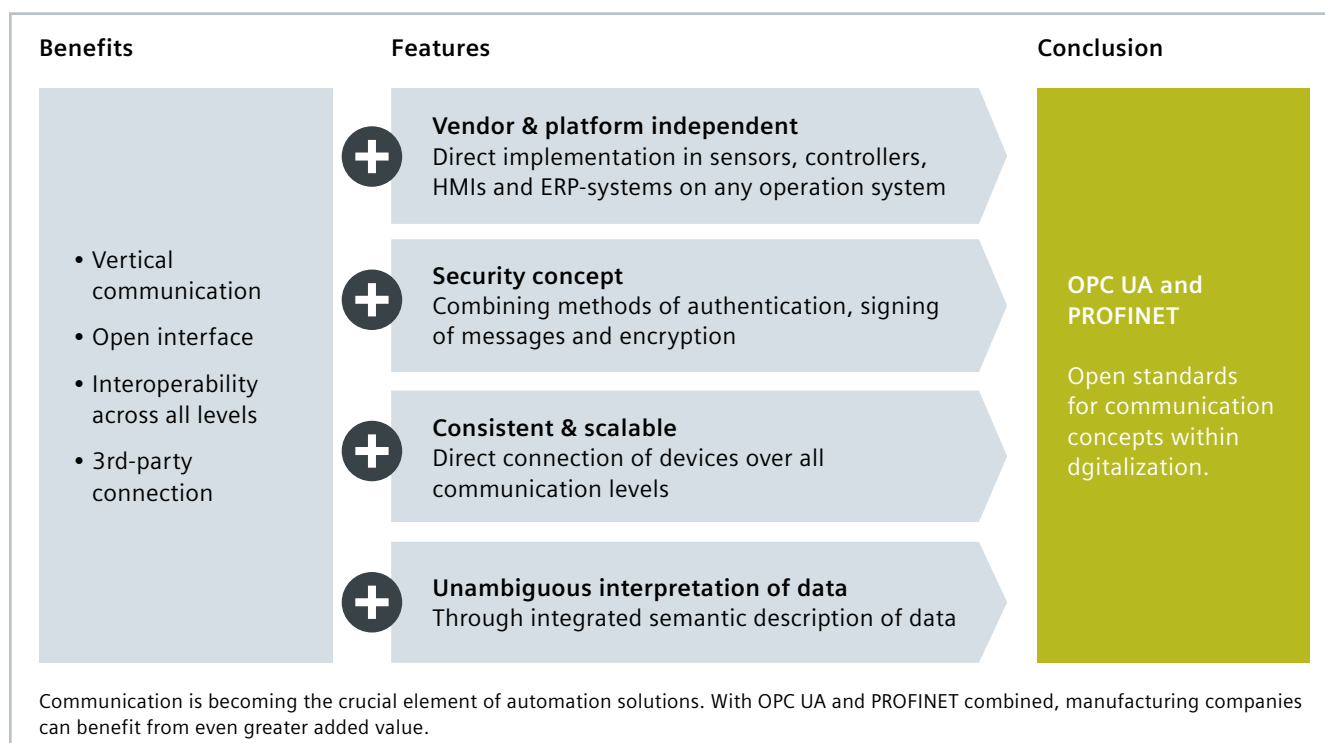 Benefits
• Vertical
communication
• Open interface
• Interoperability
across all levels
• 3rd-party
connection
Features
Vendor & platform independent
Direct implementation in sensors, controllers,
HMIs and ERP-systems on any operation system
Security concept
Combining methods of authentication, signing
of messages and encryption
Consistent & scalable
Direct connection of devices over all
communication levels
Unambiguous interpretation of data
Through integrated semantic description of data
Conclusion
OPC UA and
PROFINET
Open standards
for communication
concepts within
dgitalization.
Communication is becoming the crucial element of automation solutions. With OPC UA and PROFINET combined, manufacturing companies
can benefit from even greater added value.